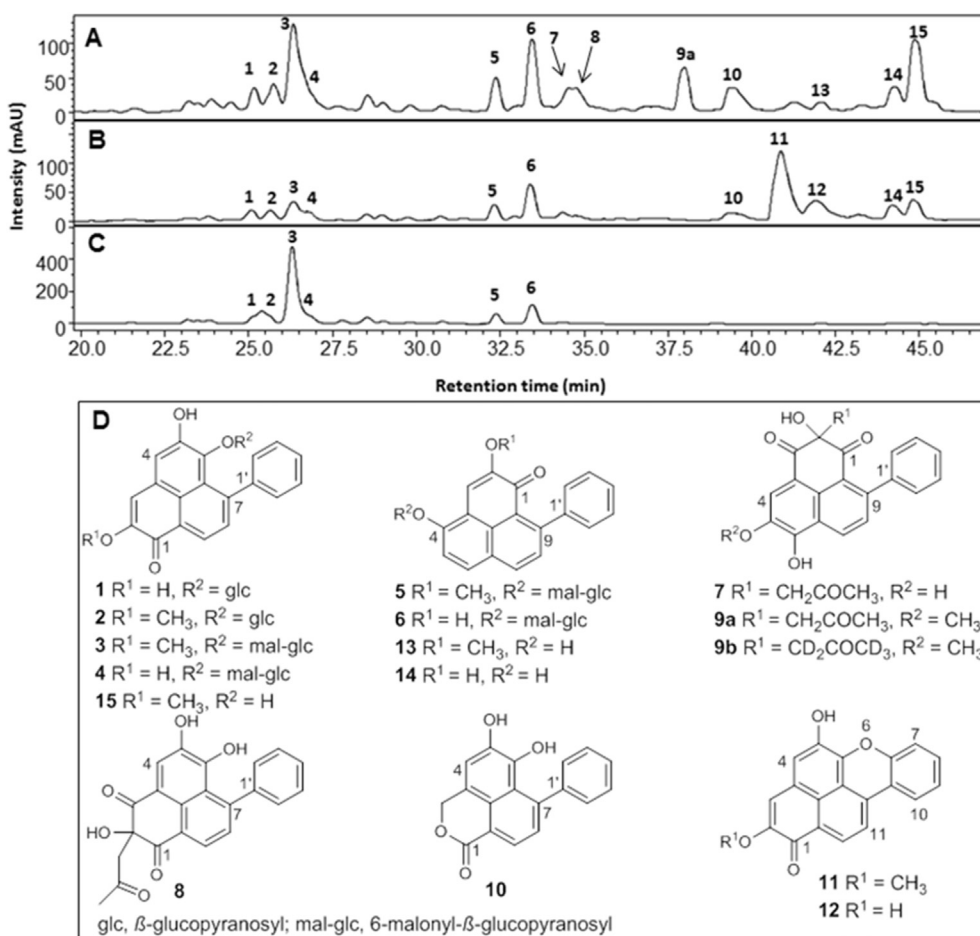 A
1
2
3
4
5
6
7
8
9a
10
13
14
15
100
50
0
B
1
2
3
4
5
6
10
11
12
14
15
100
50
0
C
1
2
3
4
5
6
400
200
0
Intensity (mAU)
20.0 22.5 25.0 27.5 30.0 32.5 35.0 37.5 40.0 42.5 45.0
Retention time (min)
D
OH
4
OR²
1'
7
R¹O
1
O
1 R¹ = H, R² = glc
2 R¹ = CH₃, R² = glc
3 R¹ = CH₃, R² = mal-glc
4 R¹ = H, R² = mal-glc
15 R¹ = CH₃, R² = H
OR¹
O
1
1'
R²O
4
9
5 R¹ = CH₃, R² = mal-glc
6 R¹ = H, R² = mal-glc
13 R¹ = CH₃, R² = H
14 R¹ = H, R² = H
HO R¹
O O
1
1'
4
9
R²O
OH
7 R¹ = CH₂COCH₃, R² = H
9a R¹ = CH₂COCH₃, R² = CH₃
9b R¹ = CD₂COCD₃, R² = CH₃
OH
4
OH
1'
7
O
HO
1
O
O
8
OH
4
OH
1'
7
O
1
O
10
OH
6
O
7
4
10
11
R¹O
1
O
11 R¹ = CH₃
12 R¹ = H
glc, ß-glucopyranosyl; mal-glc, 6-malonyl-ß-glucopyranosyl